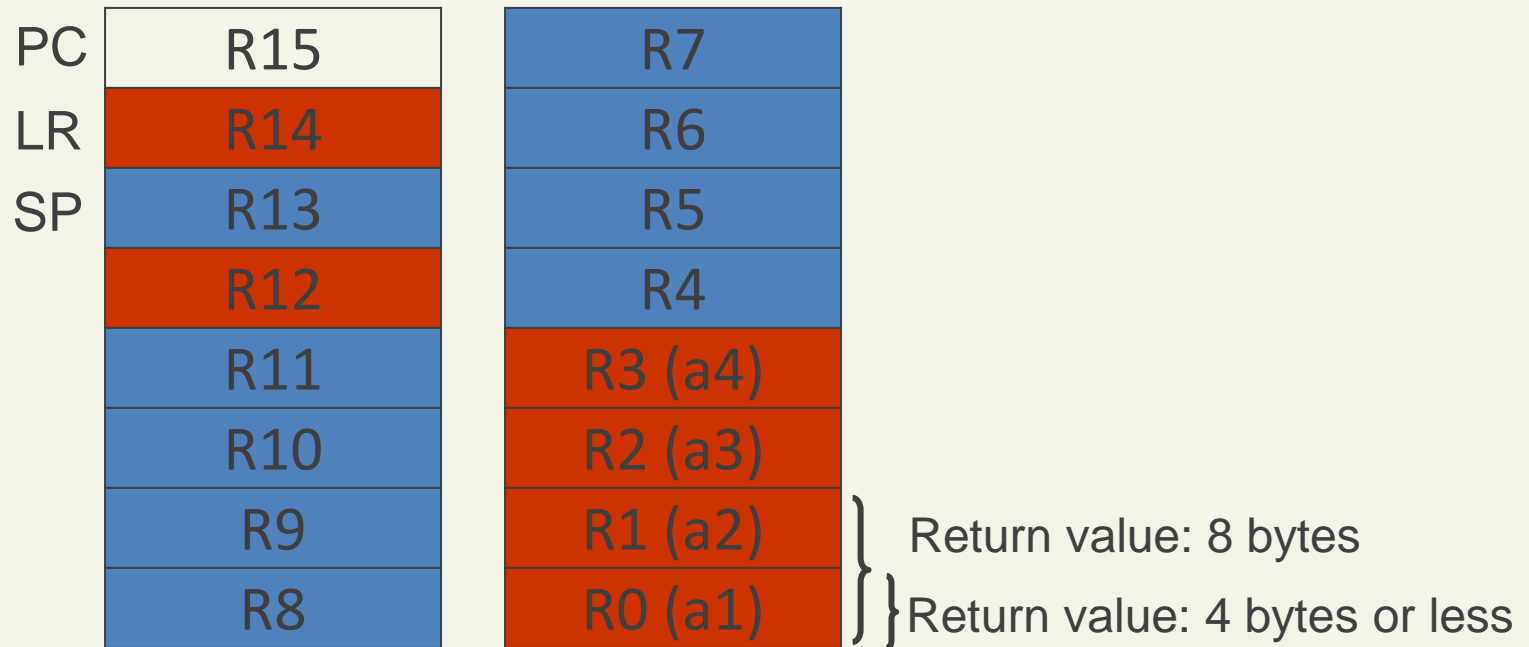 PC R15 R7
LR R14 R6
SP R13 R5
R12 R4
R11 R3 (a4)
R10 R2 (a3)
R9 R1 (a2) Return value: 8 bytes
R8 R0 (a1) Return value: 4 bytes or less